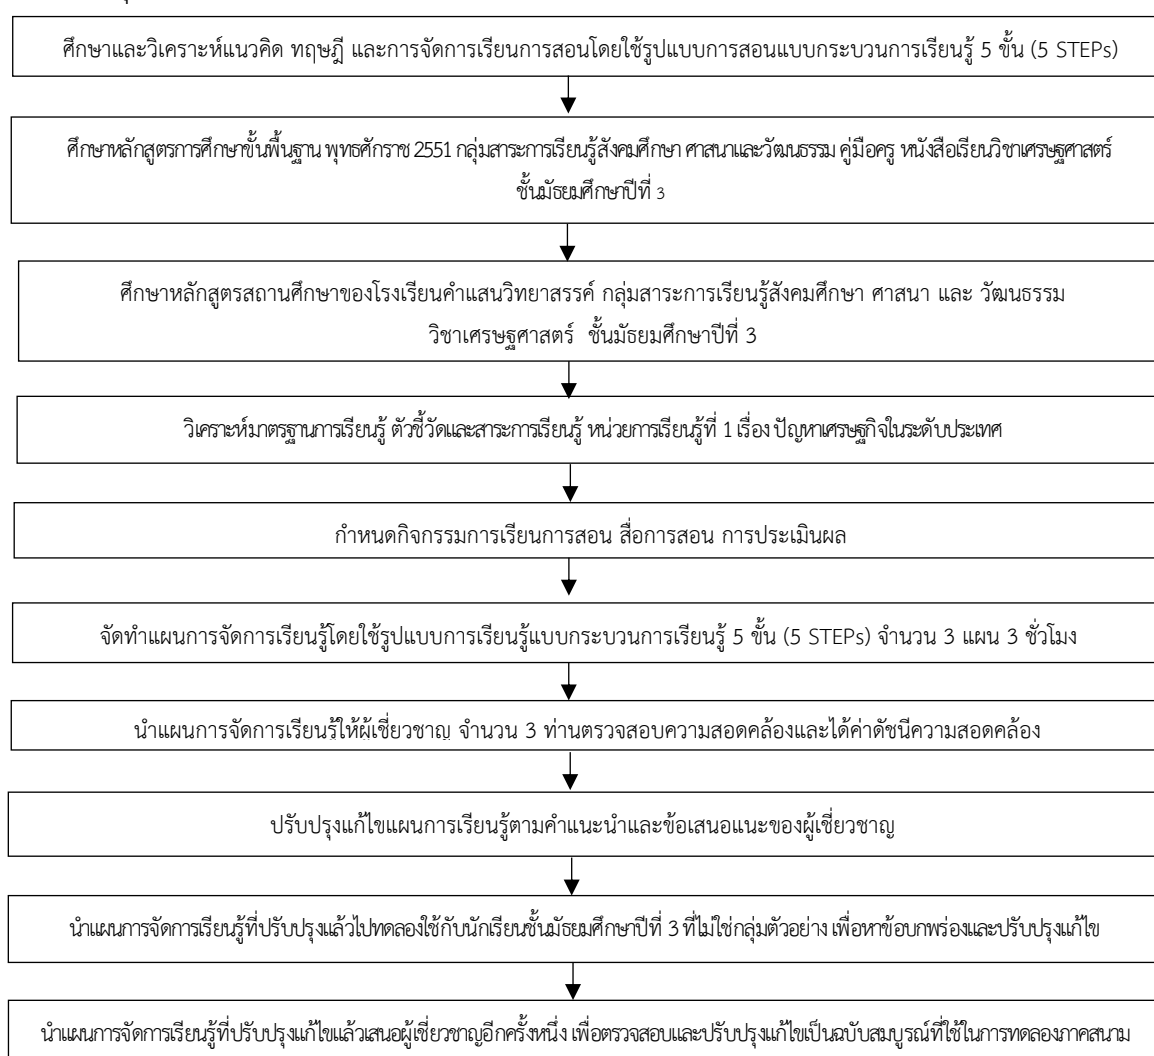 ศึกษาและวิเคราะห์แนวคิด ทฤษฎี และการจัดการเรียนการสอนโดยใช้รูปแบบการสอนแบบกระบวนการเรียนรู้ 5 ขั้น (5 STEPs)
ศึกษาหลักสูตรการศึกษาขั้นพื้นฐาน พุทธศักราช 2551 กลุ่มสาระการเรียนรู้สังคมศึกษา ศาสนาและวัฒนธรรม คู่มือครู หนังสือเรียนวิชาเศรษฐศาสตร์
ชั้นมัธยมศึกษาปีที่ 3
ศึกษาหลักสูตรสถานศึกษาของโรงเรียนคำแสนวิทยาสรรค์ กลุ่มสาระการเรียนรู้สังคมศึกษา ศาสนา และ วัฒนธรรม
วิชาเศรษฐศาสตร์ ชั้นมัธยมศึกษาปีที่ 3
วิเคราะห์มาตรฐานการเรียนรู้ ตัวชี้วัดและสาระการเรียนรู้ หน่วยการเรียนรู้ที่ 1 เรื่อง ปัญหาเศรษฐกิจในระดับประเทศ
กำหนดกิจกรรมการเรียนการสอน สื่อการสอน การประเมินผล
จัดทำแผนการจัดการเรียนรู้โดยใช้รูปแบบการเรียนรู้แบบกระบวนการเรียนรู้ 5 ขั้น (5 STEPs) จำนวน 3 แผน 3 ชั่วโมง
นำแผนการจัดการเรียนรู้ให้ผู้เชี่ยวชาญ จำนวน 3 ท่านตรวจสอบความสอดคล้องและได้ค่าดัชนีความสอดคล้อง
ปรับปรุงแก้ไขแผนการเรียนรู้ตามคำแนะนำและข้อเสนอแนะของผู้เชี่ยวชาญ
นำแผนการจัดการเรียนรู้ที่ปรับปรุงแล้วไปทดลองใช้กับนักเรียนชั้นมัธยมศึกษาปีที่ 3 ที่ไม่ใช่กลุ่มตัวอย่าง เพื่อหาข้อบกพร่องและปรับปรุงแก้ไข
นำแผนการจัดการเรียนรู้ที่ปรับปรุงแก้ไขแล้วเสนอผู้เชี่ยวชาญอีกครั้งหนึ่ง เพื่อตรวจสอบและปรับปรุงแก้ไขเป็นฉบับสมบูรณ์ที่ใช้ในการทดลองภาคสนาม